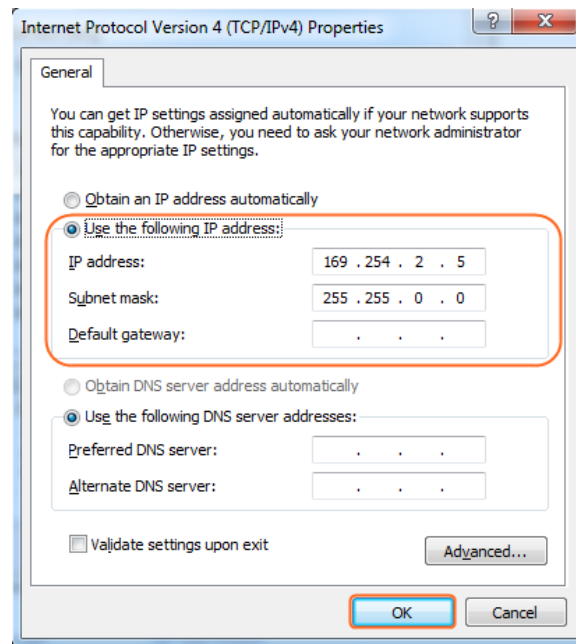 Internet Protocol Version 4 (TCP/IPv4) Properties
General
You can get IP settings assigned automatically if your network supports
this capability. Otherwise, you need to ask your network administrator
for the appropriate IP settings.
Obtain an IP address automatically
Use the following IP address:
IP address: 169 . 254 . 2 . 5
Subnet mask: 255 . 255 . 0 . 0
Default gateway: . . .
Obtain DNS server address automatically
Use the following DNS server addresses:
Preferred DNS server: . . .
Alternate DNS server: . . .
Validate settings upon exit
Advanced...
OK Cancel